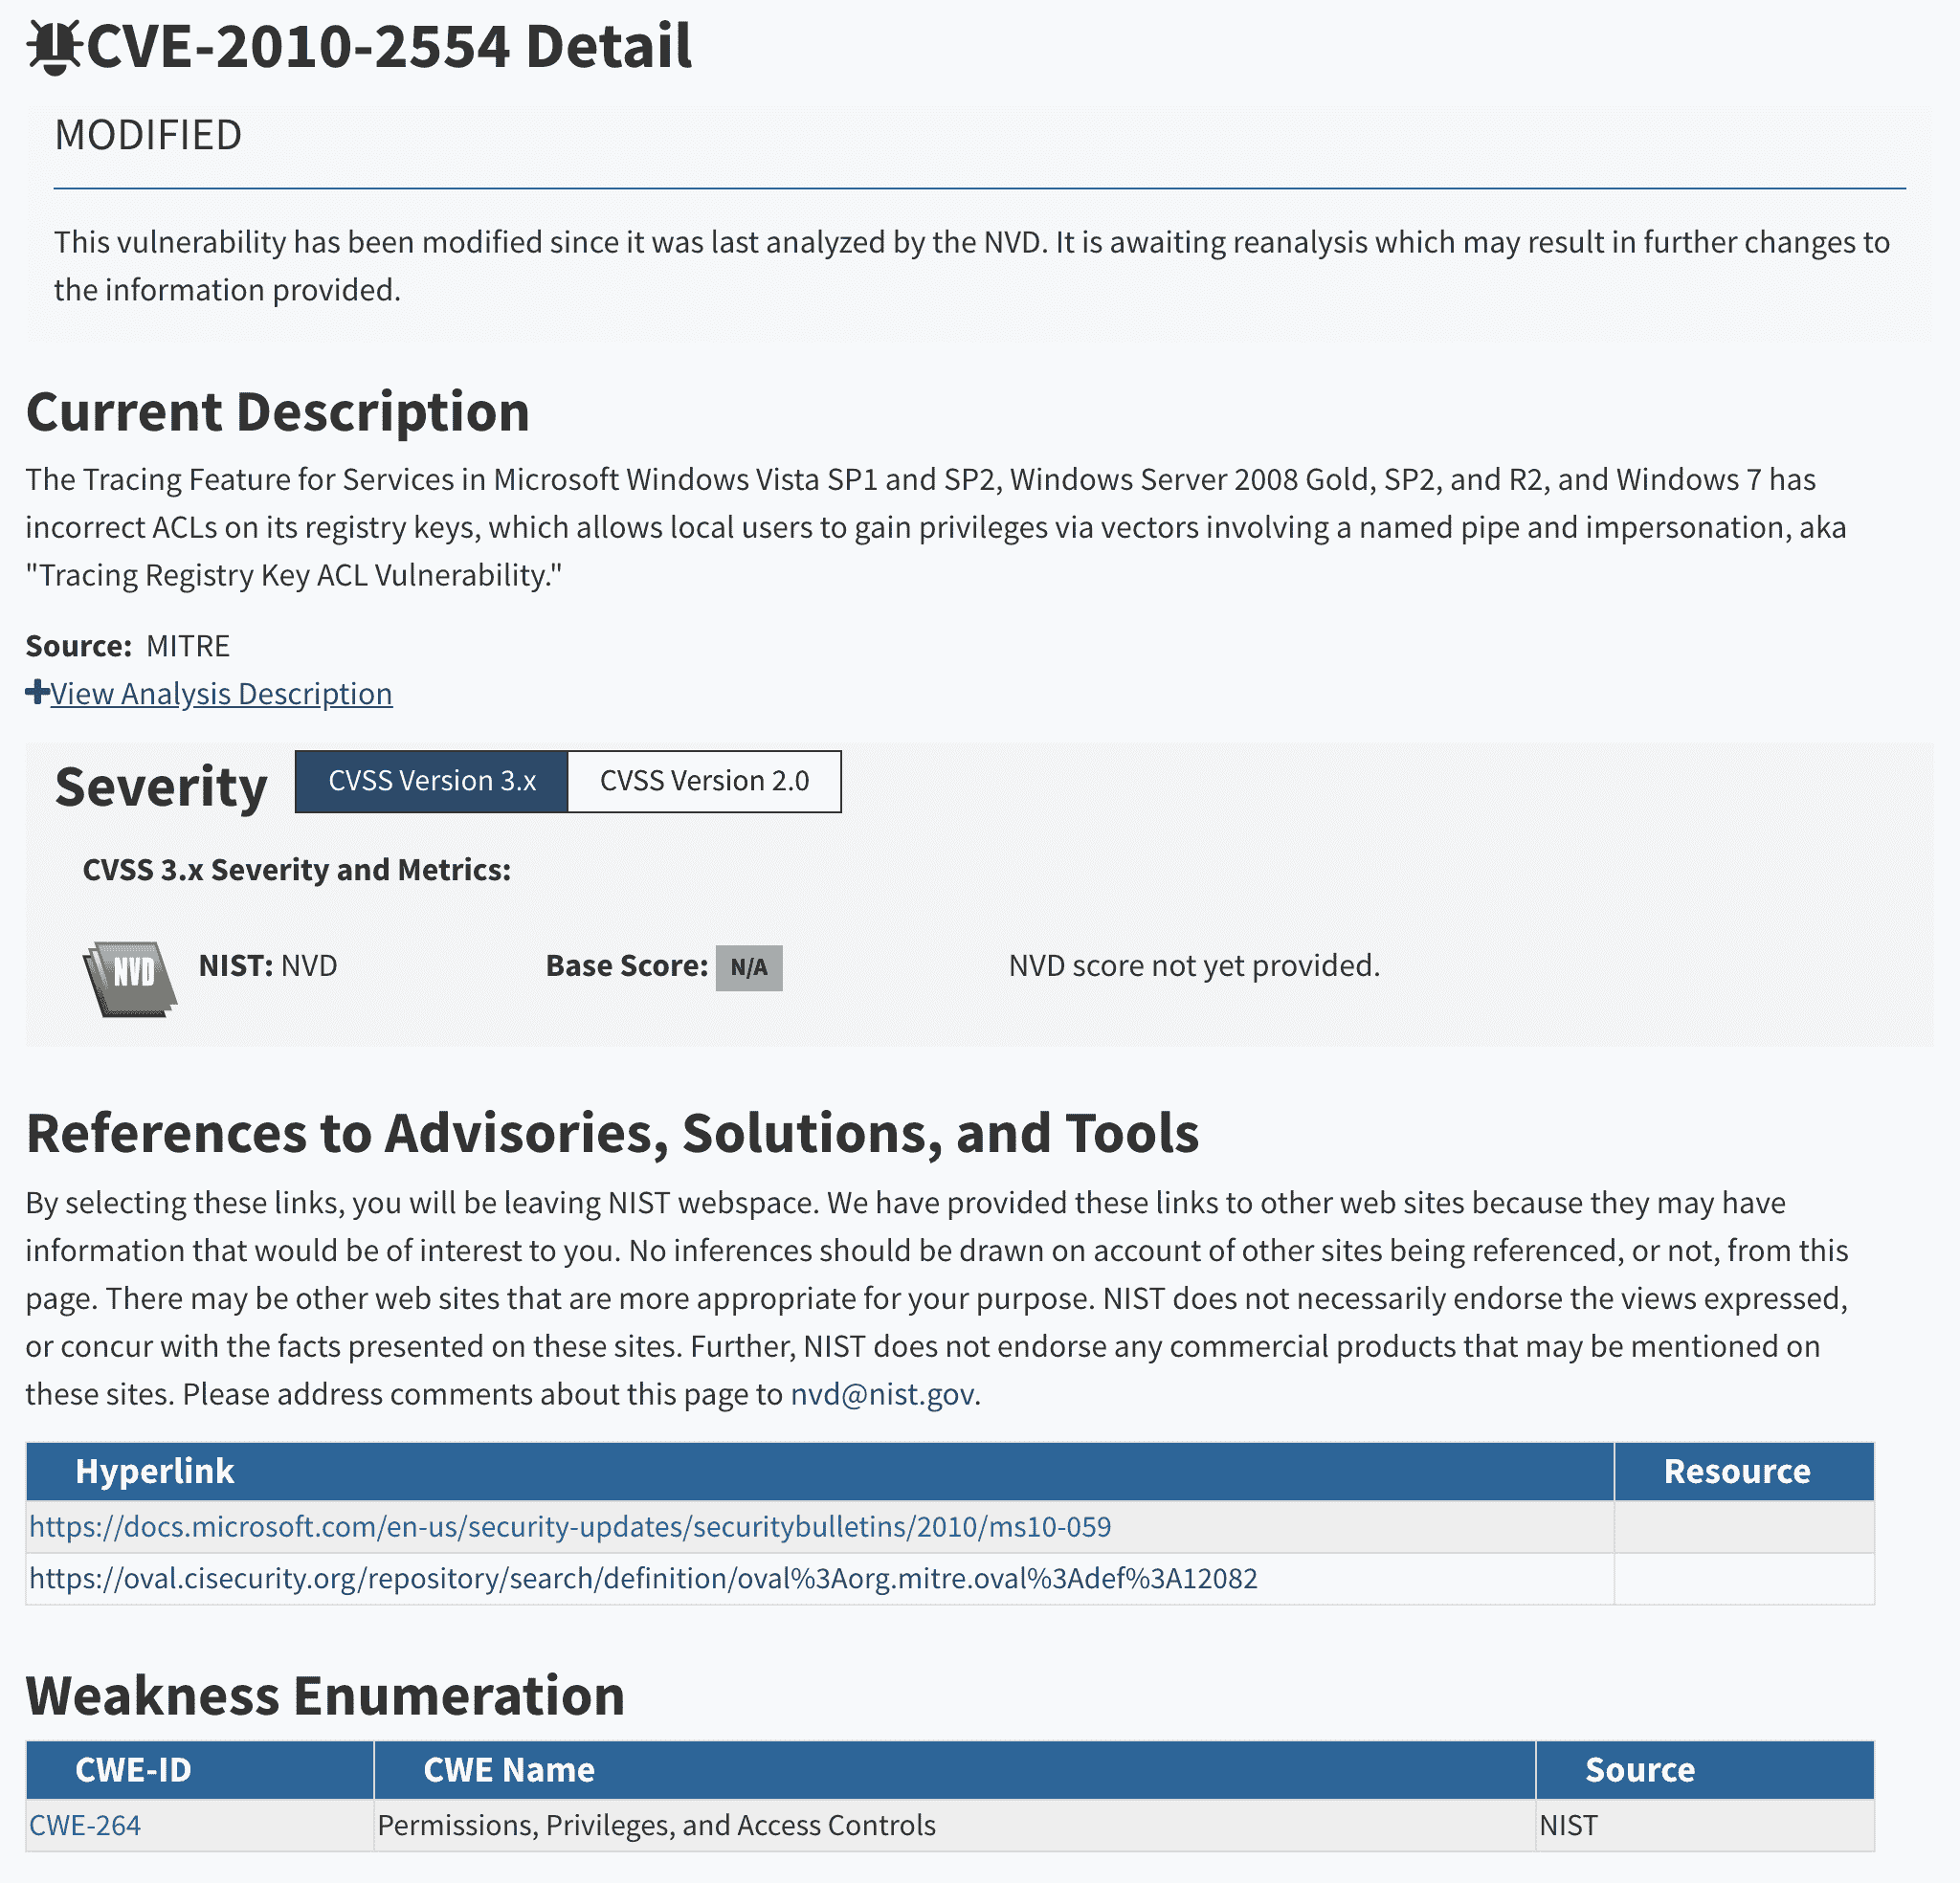 CVE-2010-2554 Detail
MODIFIED
This vulnerability has been modified since it was last analyzed by the NVD. It is awaiting reanalysis which may result in further changes to
the information provided.
Current Description
The Tracing Feature for Services in Microsoft Windows Vista SP1 and SP2, Windows Server 2008 Gold, SP2, and R2, and Windows 7 has
incorrect ACLs on its registry keys, which allows local users to gain privileges via vectors involving a named pipe and impersonation, aka
"Tracing Registry Key ACL Vulnerability."
Source: MITRE
View Analysis Description
Severity CVSS Version 3.x CVSS Version 2.0
CVSS 3.x Severity and Metrics:
NVD NIST: NVD Base Score: N/A NVD score not yet provided.
References to Advisories, Solutions, and Tools
By selecting these links, you will be leaving NIST webspace. We have provided these links to other web sites because they may have
information that would be of interest to you. No inferences should be drawn on account of other sites being referenced, or not, from this
page. There may be other web sites that are more appropriate for your purpose. NIST does not necessarily endorse the views expressed,
or concur with the facts presented on these sites. Further, NIST does not endorse any commercial products that may be mentioned on
these sites. Please address comments about this page to nvd@nist.gov.
Hyperlink Resource
https://docs.microsoft.com/en-us/security-updates/securitybulletins/2010/ms10-059
https://oval.cisecurity.org/repository/search/definition/oval%3Aorg.mitre.oval%3Adef%3A12082
Weakness Enumeration
CWE-ID CWE Name Source
CWE-264 Permissions, Privileges, and Access Controls NIST